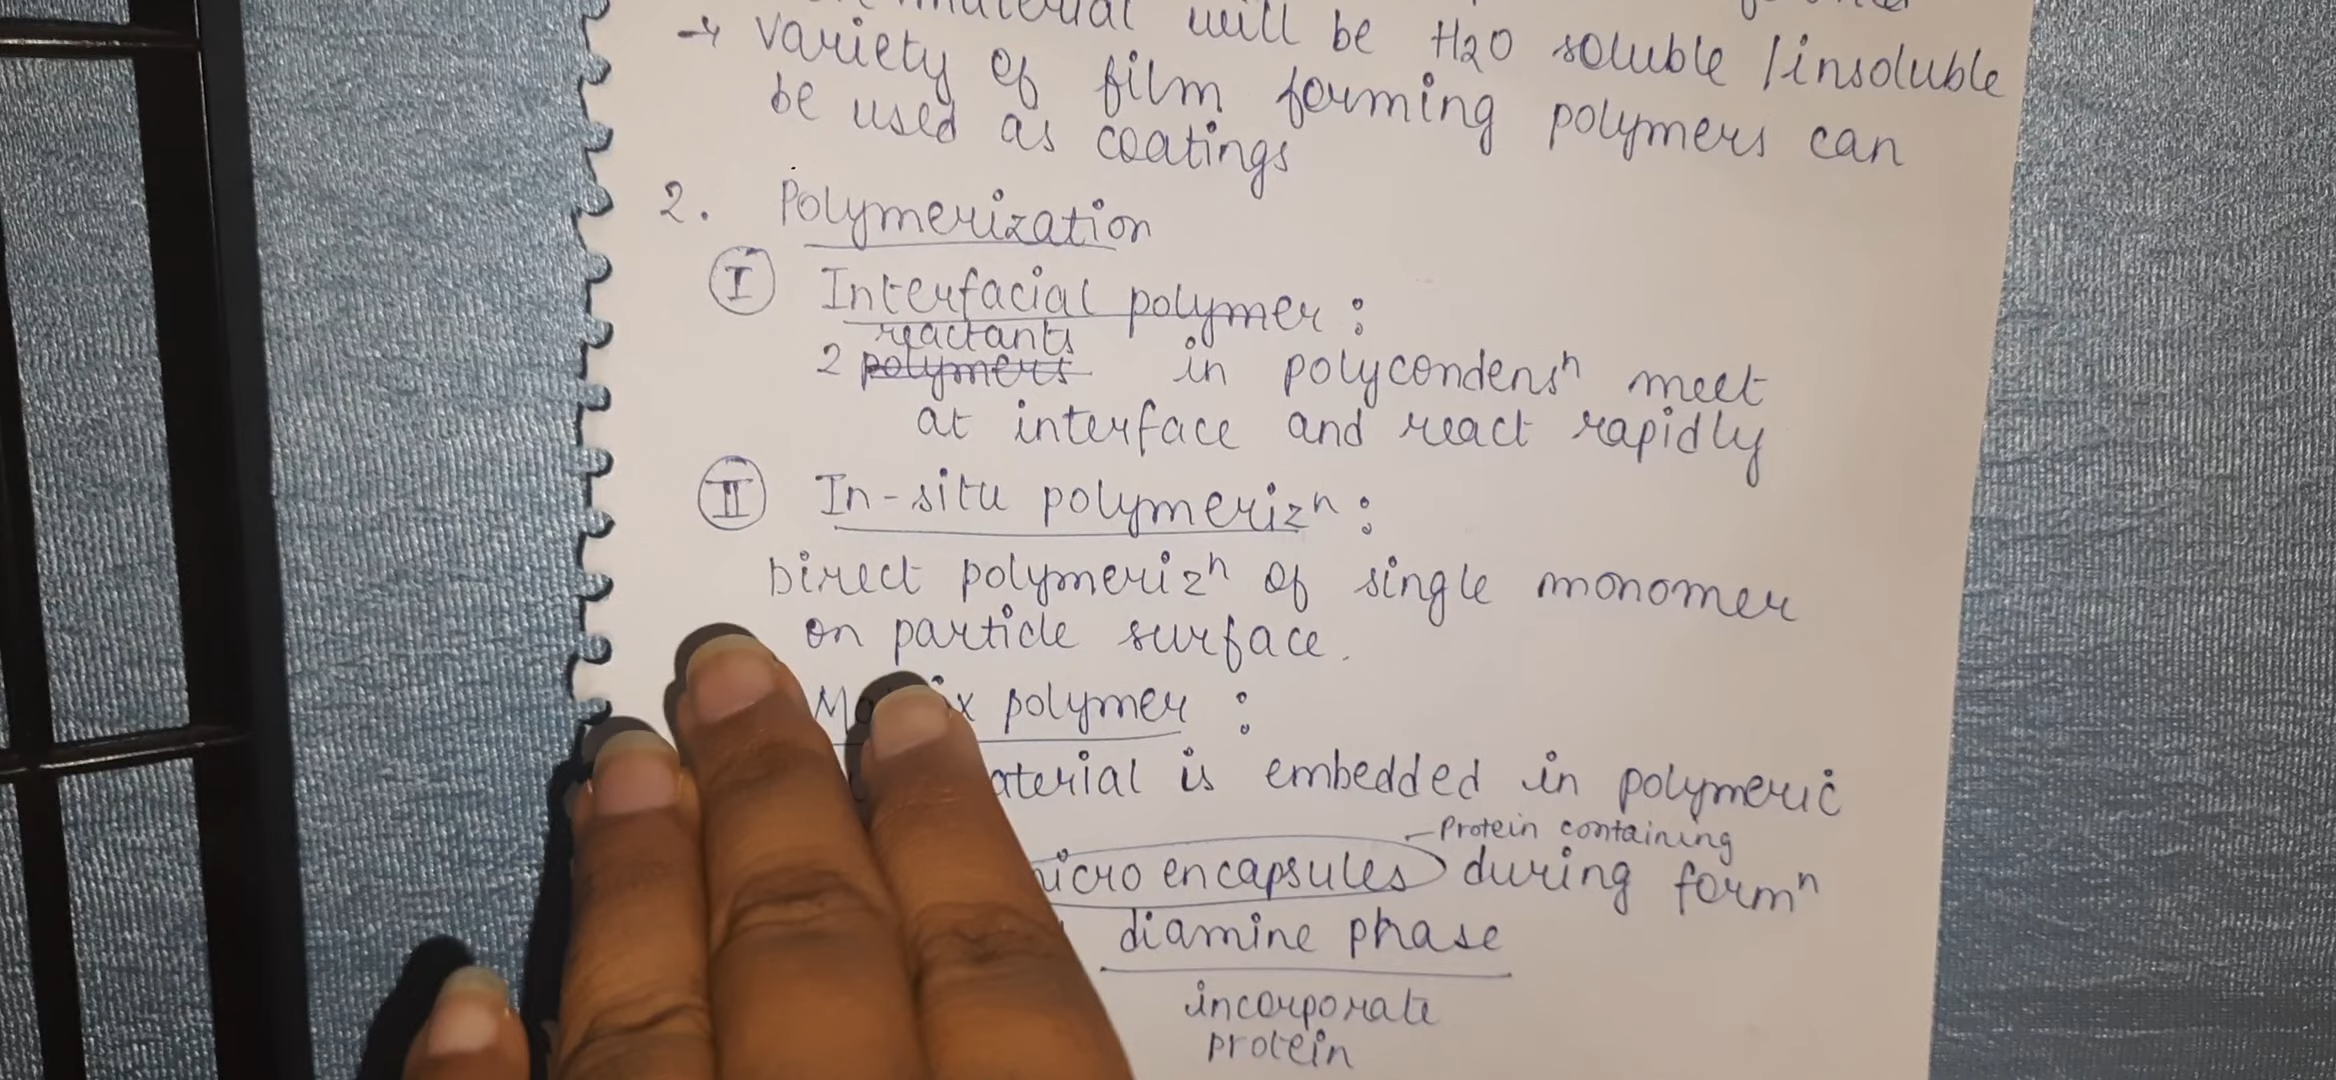 material will be H2O soluble / insoluble
→ variety of film forming polymers can
be used as coatings
2. Polymerization
I Interfacial polymer :
reactants
2 polymers in polycondensⁿ meet
at interface and react rapidly
II In-situ polymerizⁿ :
Direct polymerizⁿ of single monomer
on particle surface.
polymer :
is embedded in polymeric
Protein containing
encapsules during formⁿ
diamine phase
incorporate
protein